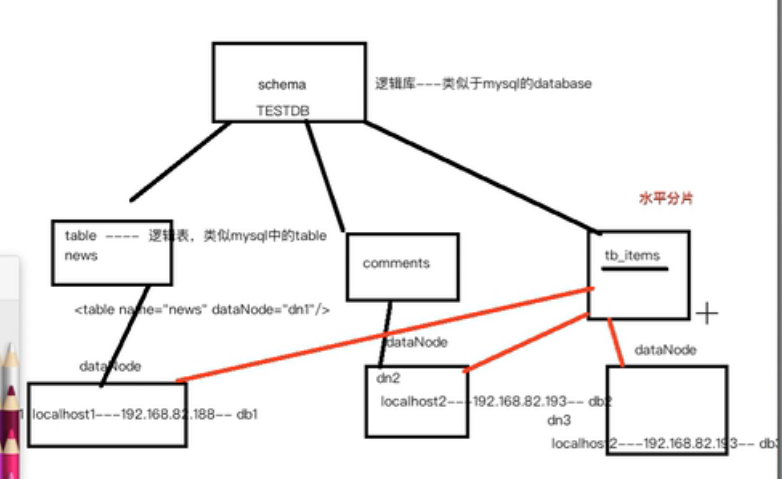 schema
TESTDB
逻辑库---类似于mysql的database
水平分片
table ---- 逻辑表，类似mysql中的table
news
comments
tb_items
<table name="news" dataNode="dn1"/>
dataNode
dataNode
dataNode
localhost1---192.168.82.188-- db1
dn2
localhost2---192.168.82.193-- db2
dn3
localhost2---192.168.82.193-- db3